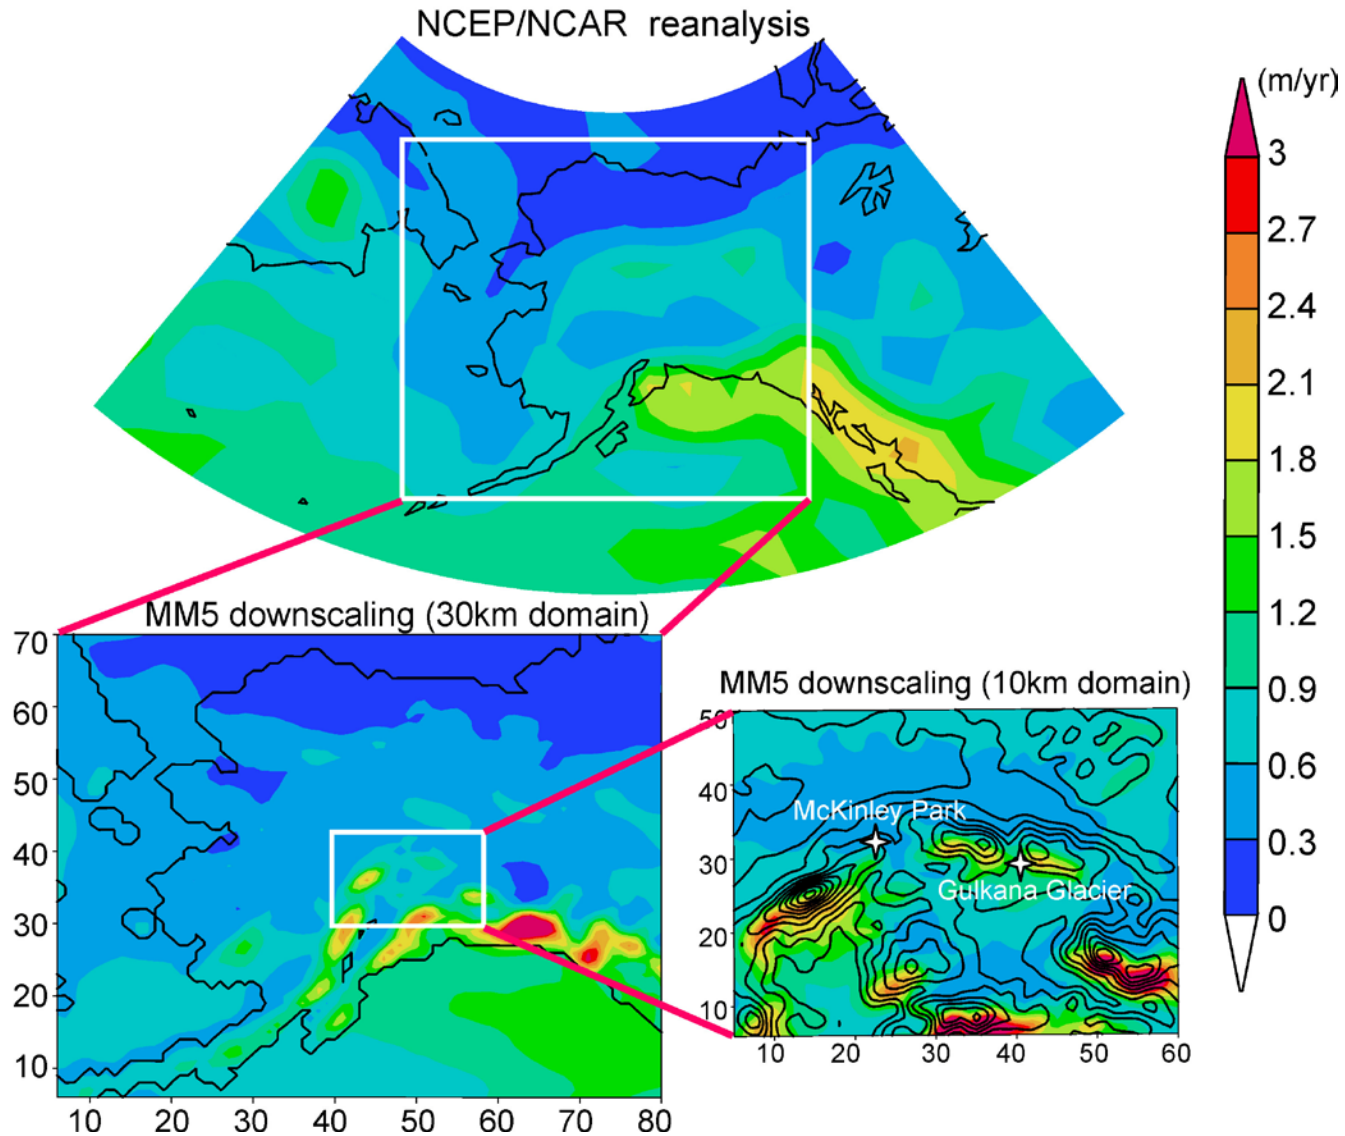 NCEP/NCAR reanalysis
(m/yr)
3
2.7
2.4
2.1
1.8
1.5
1.2
0.9
0.6
0.3
0
MM5 downscaling (30km domain)
70
60
50
40
30
20
10
10 20 30 40 50 60 70 80
MM5 downscaling (10km domain)
50
40
30
20
10
McKinley Park
Gulkana Glacier
10 20 30 40 50 60